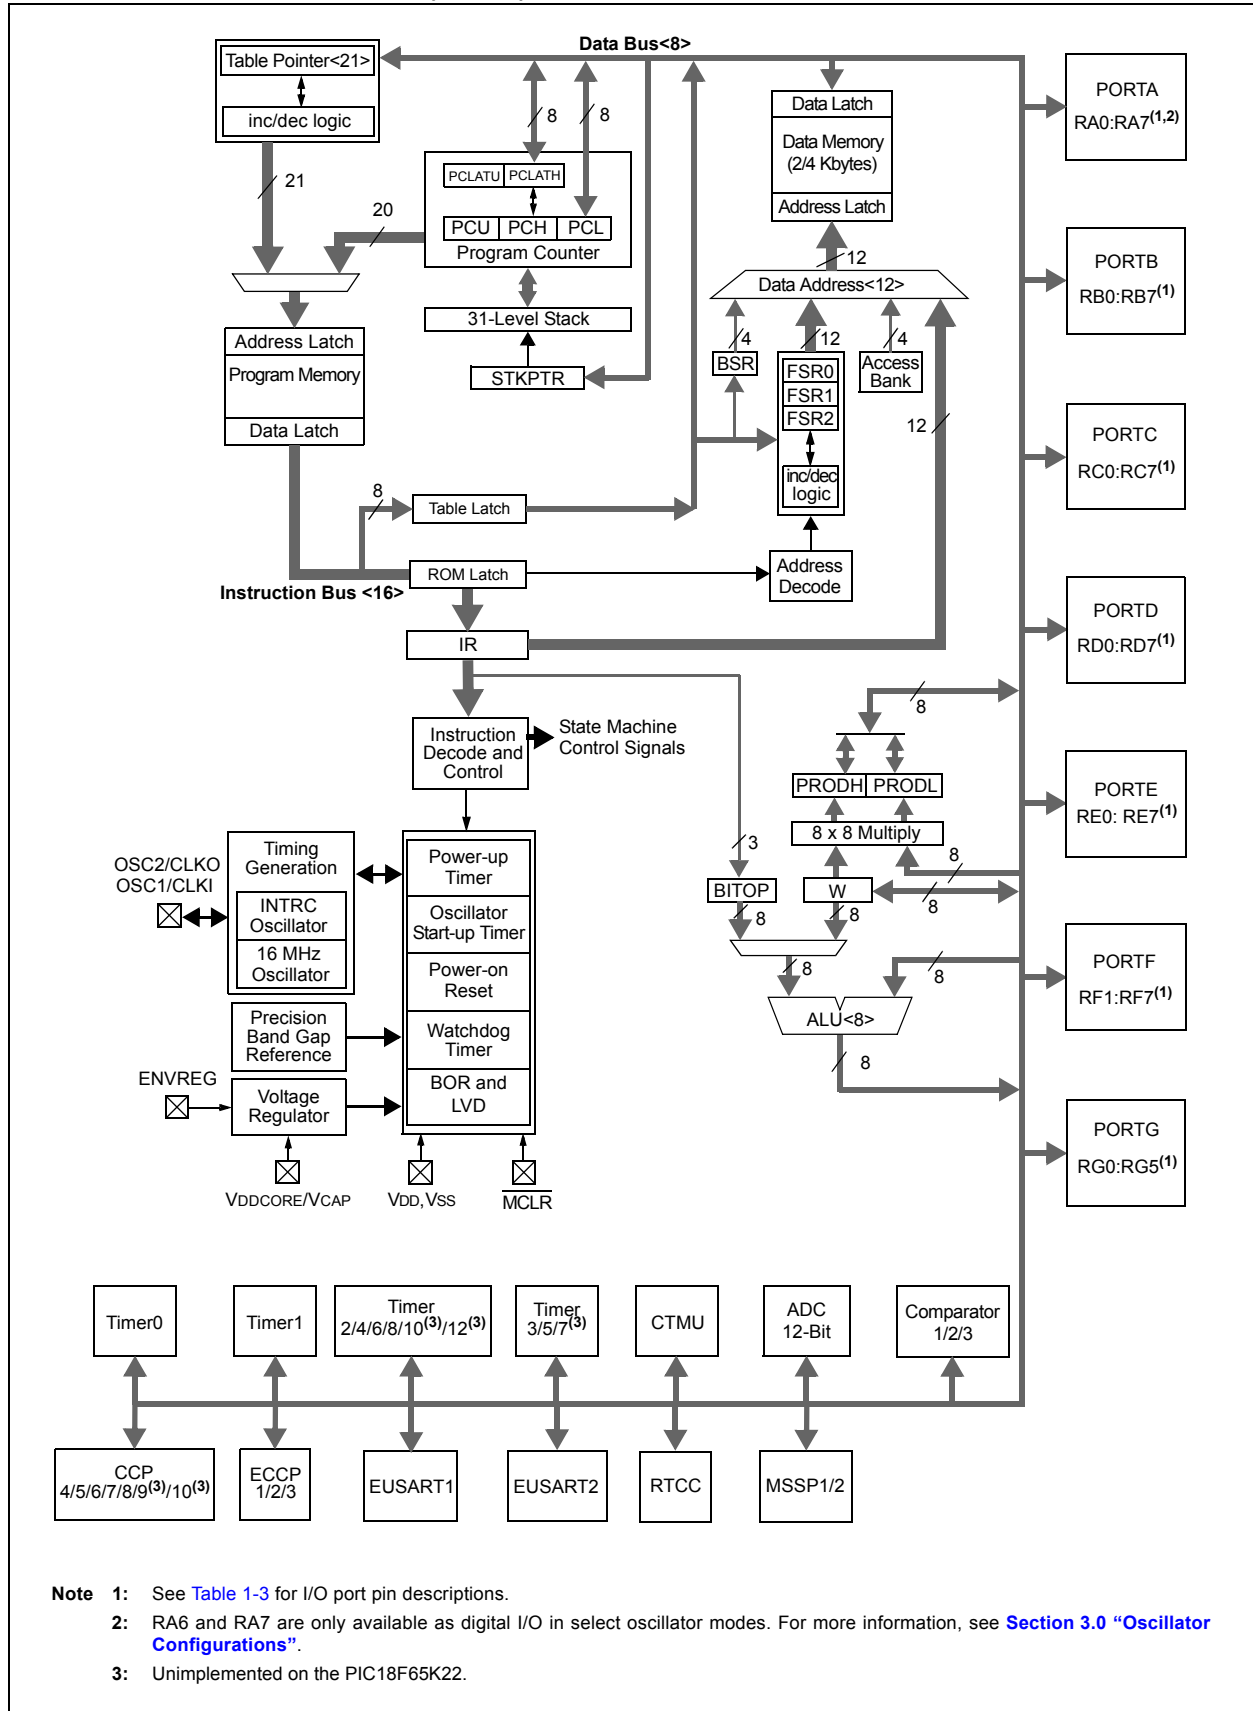 Data Bus<8>
Table Pointer<21>
inc/dec logic
21
20
8
8
PCLATU
PCLATH
PCU
PCH
PCL
Program Counter
31-Level Stack
STKPTR
Address Latch
Program Memory
Data Latch
8
Table Latch
ROM Latch
Instruction Bus <16>
IR
Data Latch
Data Memory
(2/4 Kbytes)
Address Latch
12
Data Address<12>
4
12
4
BSR
FSR0
FSR1
FSR2
inc/dec
logic
Access
Bank
12
Address
Decode
Instruction
Decode and
Control
State Machine
Control Signals
8
PRODH
PRODL
8 x 8 Multiply
3
8
BITOP
W
8
8
8
8
8
ALU<8>
8
OSC2/CLKO
OSC1/CLKI
Timing
Generation
INTRC
Oscillator
16 MHz
Oscillator
Precision
Band Gap
Reference
ENVREG
Voltage
Regulator
Power-up
Timer
Oscillator
Start-up Timer
Power-on
Reset
Watchdog
Timer
BOR and
LVD
VDDCORE/VCAP
VDD,VSS
MCLR
PORTA
RA0:RA7(1,2)
PORTB
RB0:RB7(1)
PORTC
RC0:RC7(1)
PORTD
RD0:RD7(1)
PORTE
RE0: RE7(1)
PORTF
RF1:RF7(1)
PORTG
RG0:RG5(1)
Timer0
Timer1
Timer
2/4/6/8/10(3)/12(3)
Timer
3/5/7(3)
CTMU
ADC
12-Bit
Comparator
1/2/3
CCP
4/5/6/7/8/9(3)/10(3)
ECCP
1/2/3
EUSART1
EUSART2
RTCC
MSSP1/2
Note 1: See Table 1-3 for I/O port pin descriptions.
2: RA6 and RA7 are only available as digital I/O in select oscillator modes. For more information, see Section 3.0 “Oscillator
Configurations”.
3: Unimplemented on the PIC18F65K22.